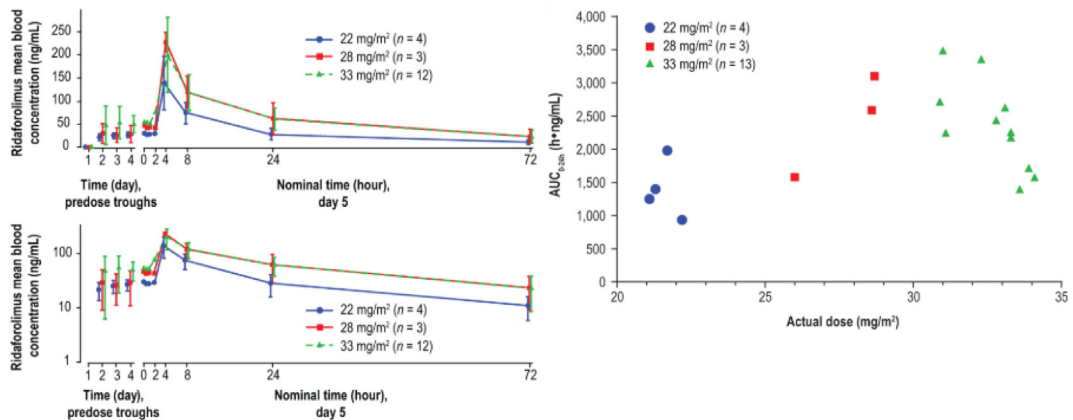 Ridaforolimus mean blood
concentration (ng/mL)
250
200
150
100
50
0
22 mg/m² (n = 4)
28 mg/m² (n = 3)
33 mg/m² (n = 12)
1 2 3 4 0 2 4 8 24 72
Time (day),
predose troughs
Nominal time (hour),
day 5
Ridaforolimus mean blood
concentration (ng/mL)
100
10
1
22 mg/m² (n = 4)
28 mg/m² (n = 3)
33 mg/m² (n = 12)
1 2 3 4 0 2 4 8 24 72
Time (day),
predose troughs
Nominal time (hour),
day 5
22 mg/m² (n = 4)
28 mg/m² (n = 3)
33 mg/m² (n = 13)
AUC0-24h (h•ng/mL)
4,000
3,500
3,000
2,500
2,000
1,500
1,000
500
0
20 25 30 35
Actual dose (mg/m²)